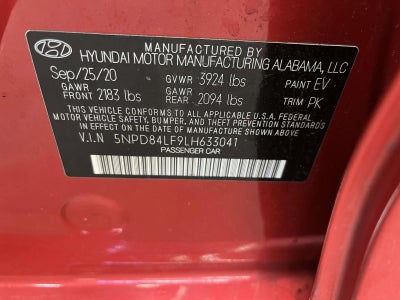 MANUFACTURED BY
HYUNDAI MOTOR MANUFACTURING ALABAMA, LLC
Sep/25/20 GVWR 3924 lbs PAINT EV
GAWR FRONT 2183 lbs GAWR REAR 2094 lbs TRIM PK
THIS VEHICLE CONFORMS TO ALL APPLICABLE U.S.A FEDERAL
MOTOR VEHICLE SAFETY, BUMPER, AND THEFT PREVENTION STANDARDS
IN EFFECT ON THE DATE OF MANUFACTURE SHOWN ABOVE.
V.I.N 5NPD84LF9LH633041
PASSENGER CAR